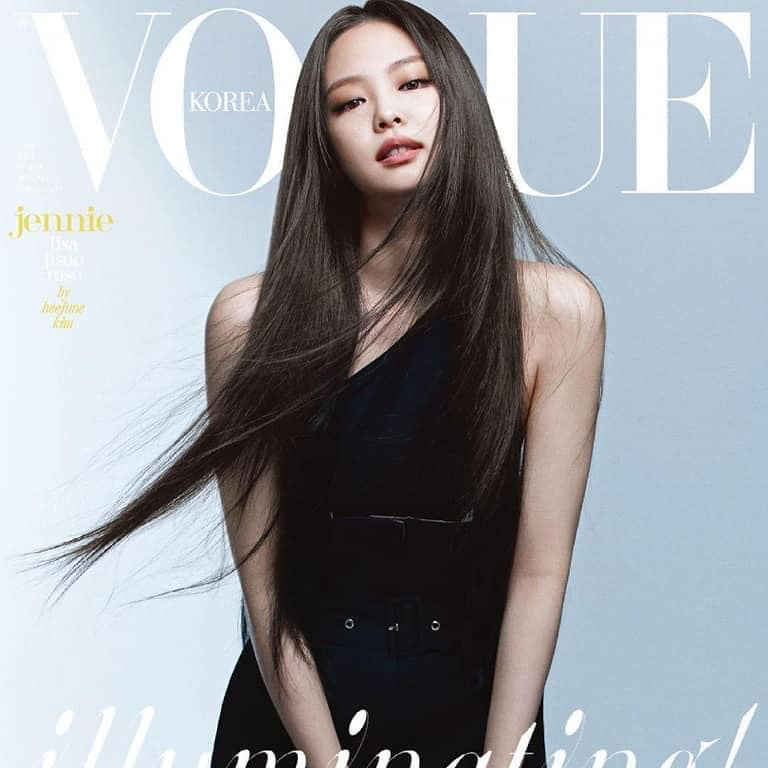 VOGUE
KOREA
jennie
lisa
jisoo
rosé
by
heejune
kim
illuminating!